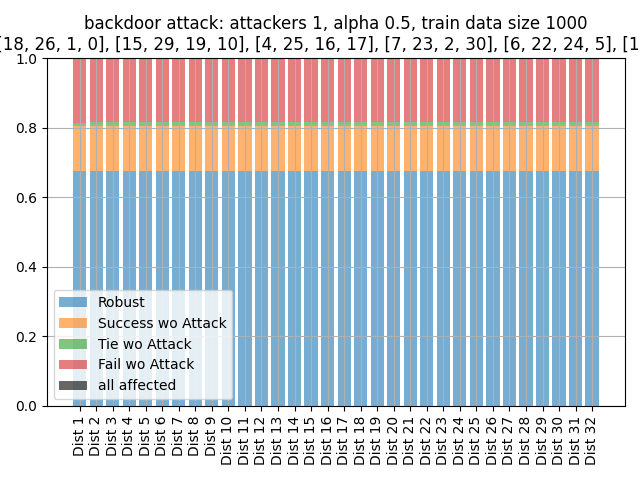 backdoor attack: attackers 1, alpha 0.5, train data size 1000
[18, 26, 1, 0], [15, 29, 19, 10], [4, 25, 16, 17], [7, 23, 2, 30], [6, 22, 24, 5], [1
1.0
0.8
0.6
0.4
0.2
0.0
Robust
Success wo Attack
Tie wo Attack
Fail wo Attack
all affected
Dist 1
Dist 2
Dist 3
Dist 4
Dist 5
Dist 6
Dist 7
Dist 8
Dist 9
Dist 10
Dist 11
Dist 12
Dist 13
Dist 14
Dist 15
Dist 16
Dist 17
Dist 18
Dist 19
Dist 20
Dist 21
Dist 22
Dist 23
Dist 24
Dist 25
Dist 26
Dist 27
Dist 28
Dist 29
Dist 30
Dist 31
Dist 32